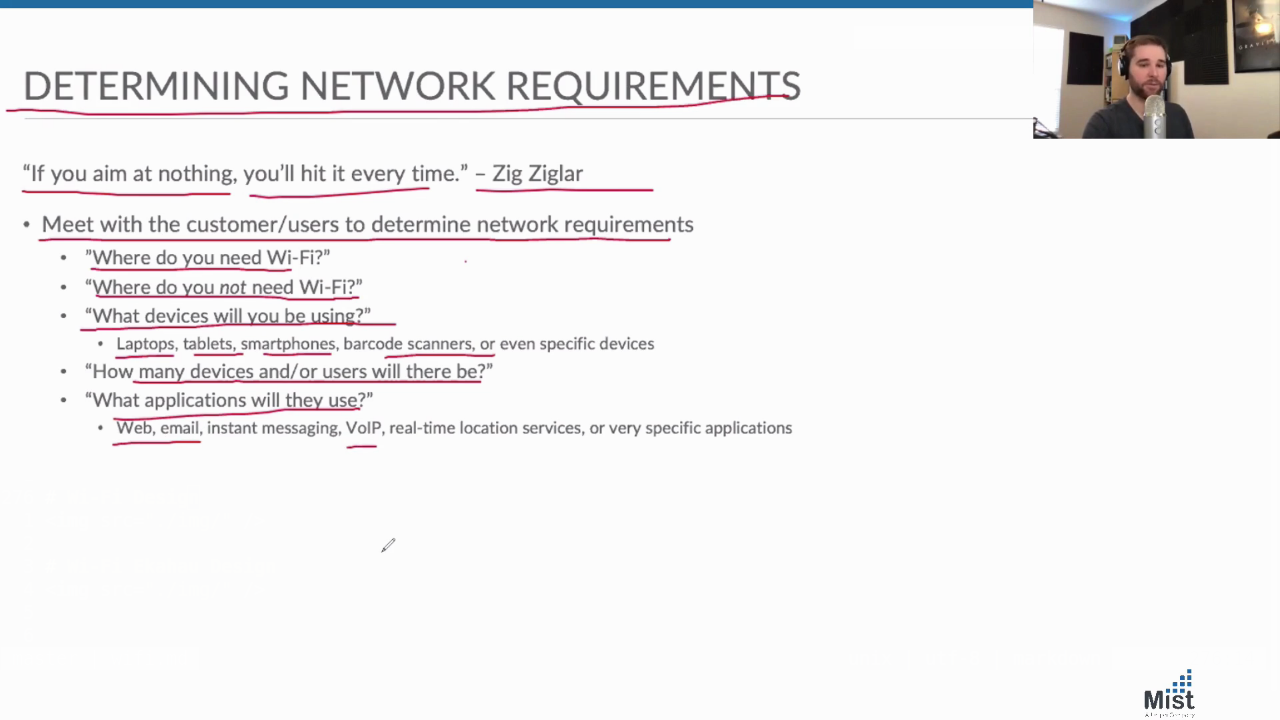 DETERMINING NETWORK REQUIREMENTS
“If you aim at nothing, you’ll hit it every time.” – Zig Ziglar
• Meet with the customer/users to determine network requirements
• ”Where do you need Wi-Fi?”
• “Where do you not need Wi-Fi?”
• “What devices will you be using?”
• Laptops, tablets, smartphones, barcode scanners, or even specific devices
• “How many devices and/or users will there be?”
• “What applications will they use?”
• Web, email, instant messaging, VoIP, real-time location services, or very specific applications
Mist